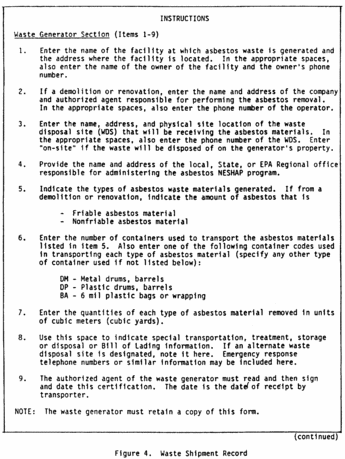 INSTRUCTIONS
Waste Generator Section (Items 1-9)
1. Enter the name of the facility at which asbestos waste is generated and
the address where the facility is located. In the appropriate spaces,
also enter the name of the owner of the facility and the owner's phone
number.
2. If a demolition or renovation, enter the name and address of the company
and authorized agent responsible for performing the asbestos removal.
In the appropriate spaces, also enter the phone number of the operator.
3. Enter the name, address, and physical site location of the waste
disposal site (WDS) that will be receiving the asbestos materials. In
the appropriate spaces, also enter the phone number of the WDS. Enter
"on-site" if the waste will be disposed of on the generator's property.
4. Provide the name and address of the local, State, or EPA Regional office
responsible for administering the asbestos NESHAP program.
5. Indicate the types of asbestos waste materials generated. If from a
demolition or renovation, indicate the amount of asbestos that is
- Friable asbestos material
- Nonfriable asbestos material
6. Enter the number of containers used to transport the asbestos materials
listed in item 5. Also enter one of the following container codes used
in transporting each type of asbestos material (specify any other type
of container used if not listed below):
DM - Metal drums, barrels
DP - Plastic drums, barrels
BA - 6 mil plastic bags or wrapping
7. Enter the quantities of each type of asbestos material removed in units
of cubic meters (cubic yards).
8. Use this space to indicate special transportation, treatment, storage
or disposal or Bill of Lading information. If an alternate waste
disposal site is designated, note it here. Emergency response
telephone numbers or similar information may be included here.
9. The authorized agent of the waste generator must read and then sign
and date this certification. The date is the date of receipt by
transporter.
NOTE: The waste generator must retain a copy of this form.
(continued)
Figure 4. Waste Shipment Record